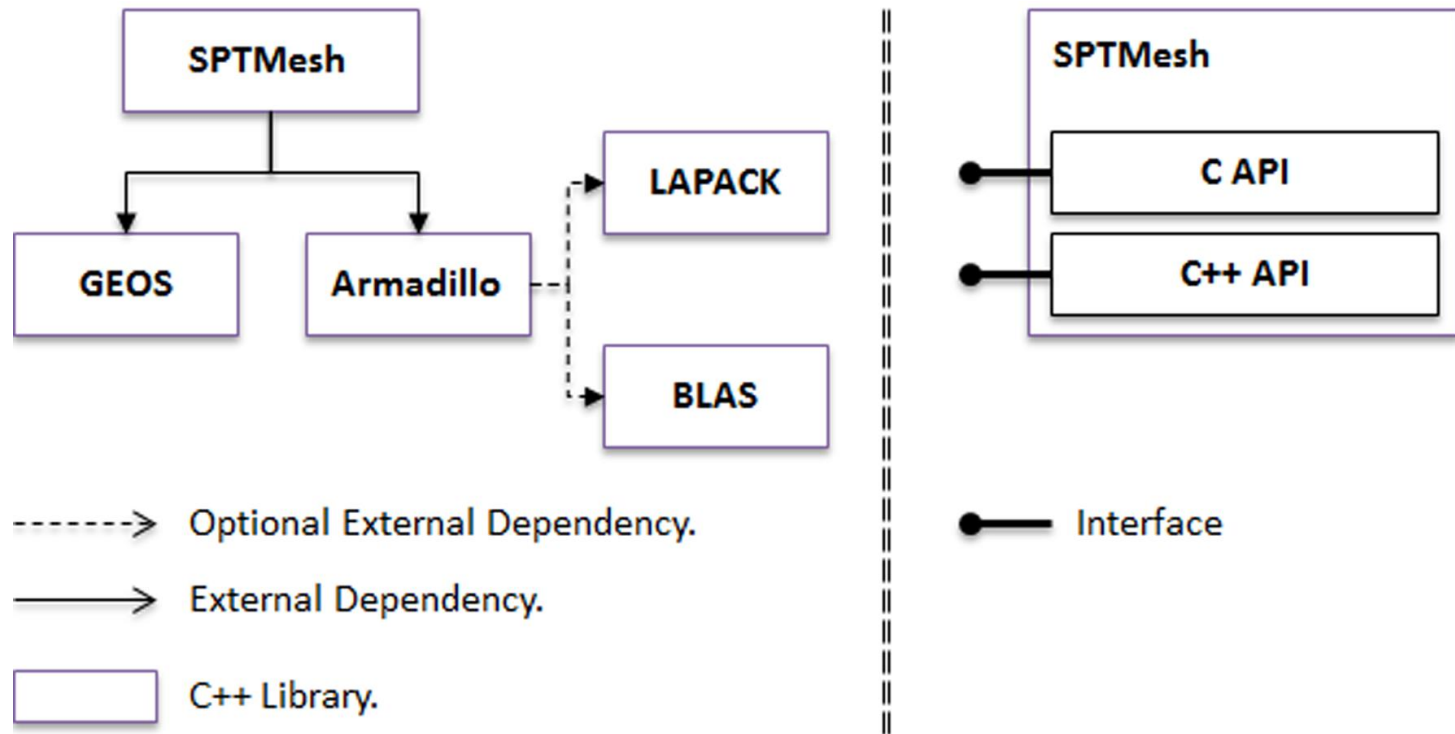 SPTMesh
LAPACK
GEOS
Armadillo
BLAS
Optional External Dependency.
External Dependency.
C++ Library.
SPTMesh
C API
C++ API
Interface